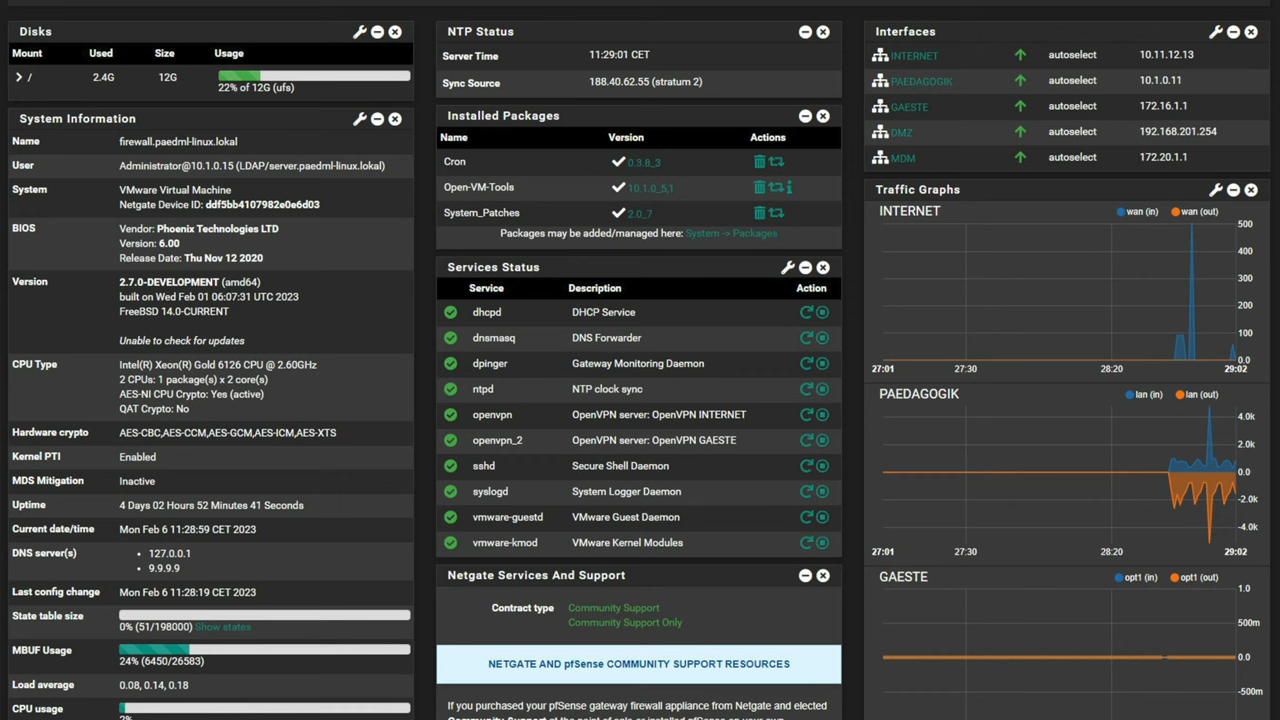 Disks
Mount Used Size Usage
/ 2.4G 12G
22% of 12G (ufs)
System Information
Name firewall.paedml-linux.lokal
User Administrator@10.1.0.15 (LDAP/server.paedml-linux.lokal)
System VMware Virtual Machine
Netgate Device ID: ddf5bb4107982e0e6d03
BIOS Vendor: Phoenix Technologies LTD
Version: 6.00
Release Date: Thu Nov 12 2020
Version 2.7.0-DEVELOPMENT (amd64)
built on Wed Feb 01 06:07:31 UTC 2023
FreeBSD 14.0-CURRENT
Unable to check for updates
CPU Type Intel(R) Xeon(R) Gold 6126 CPU @ 2.60GHz
2 CPUs: 1 package(s) x 2 core(s)
AES-NI CPU Crypto: Yes (active)
QAT Crypto: No
Hardware crypto AES-CBC,AES-CCM,AES-GCM,AES-ICM,AES-XTS
Kernel PTI Enabled
MDS Mitigation Inactive
Uptime 4 Days 02 Hours 52 Minutes 41 Seconds
Current date/time Mon Feb 6 11:28:59 CET 2023
DNS server(s) • 127.0.0.1
• 9.9.9.9
Last config change Mon Feb 6 11:28:19 CET 2023
State table size
0% (51/198000) Show states
MBUF Usage
24% (6450/26583)
Load average 0.08, 0.14, 0.18
CPU usage
2%
NTP Status
Server Time 11:29:01 CET
Sync Source 188.40.62.55 (stratum 2)
Installed Packages
Name Version Actions
Cron 0.3.8_3
Open-VM-Tools 10.1.0_5,1
System_Patches 2.0_7
Packages may be added/managed here: System -> Packages
Services Status
Service Description Action
dhcpd DHCP Service
dnsmasq DNS Forwarder
dpinger Gateway Monitoring Daemon
ntpd NTP clock sync
openvpn OpenVPN server: OpenVPN INTERNET
openvpn_2 OpenVPN server: OpenVPN GAESTE
sshd Secure Shell Daemon
syslogd System Logger Daemon
vmware-guestd VMware Guest Daemon
vmware-kmod VMware Kernel Modules
Netgate Services And Support
Contract type Community Support
Community Support Only
NETGATE AND pfSense COMMUNITY SUPPORT RESOURCES
If you purchased your pfSense gateway firewall appliance from Netgate and elected
Community Support at the point of sale or installed pfSense on your own
Interfaces
INTERNET autoselect 10.11.12.13
PAEDAGOGIK autoselect 10.1.0.11
GAESTE autoselect 172.16.1.1
DMZ autoselect 192.168.201.254
MDM autoselect 172.20.1.1
Traffic Graphs
INTERNET
wan (in) wan (out)
500
400
300
200
100
0.0
27:01 27:30 28:20 29:02
PAEDAGOGIK
lan (in) lan (out)
4.0k
2.0k
0.0
-2.0k
-4.0k
27:01 27:30 28:20 29:02
GAESTE
opt1 (in) opt1 (out)
1.0
500m
0.0
-500m